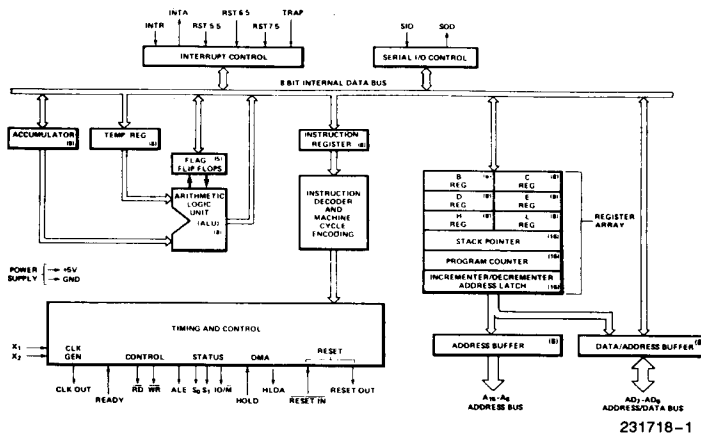 INTR
INTA
RST 5 5
RST 6 5
RST 7 5
TRAP
SID
SOD
INTERRUPT CONTROL
SERIAL I/O CONTROL
8 BIT INTERNAL DATA BUS
ACCUMULATOR
(8)
TEMP REG
(8)
INSTRUCTION
REGISTER (8)
FLAG (5)
FLIP FLOPS
ARITHMETIC
LOGIC
UNIT
(ALU)
(8)
INSTRUCTION
DECODER
AND
MACHINE
CYCLE
ENCODING
B (8)
REG
C (8)
REG
D (8)
REG
E (8)
REG
H (8)
REG
L (8)
REG
STACK POINTER (16)
PROGRAM COUNTER (16)
INCREMENTER/DECREMENTER
ADDRESS LATCH (16)
REGISTER
ARRAY
POWER
SUPPLY
+5V
GND
TIMING AND CONTROL
X1
X2
CLK
GEN
CONTROL
STATUS
DMA
RESET
CLK OUT
READY
RD WR
ALE
S0 S1 IO/M
HOLD
HLDA
RESET IN
RESET OUT
ADDRESS BUFFER (8)
DATA/ADDRESS BUFFER (8)
A15-A8
ADDRESS BUS
AD7-AD0
ADDRESS/DATA BUS
231718-1